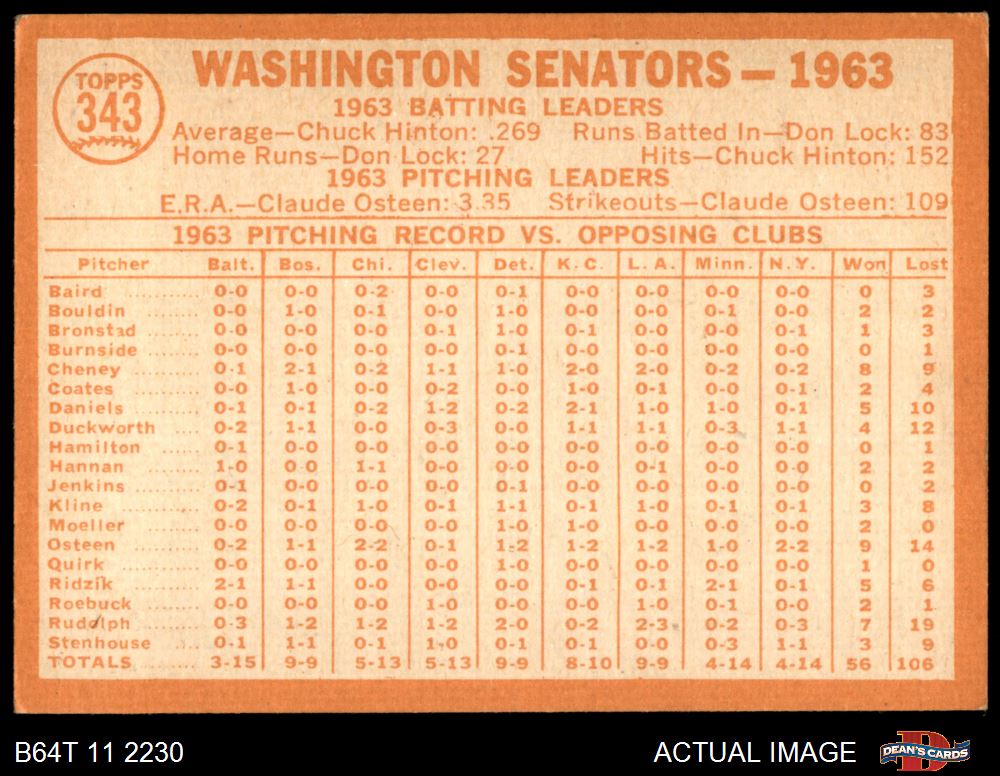 TOPPS
343
WASHINGTON SENATORS — 1963
1963 BATTING LEADERS
Average—Chuck Hinton: .269 Runs Batted In—Don Lock: 83
Home Runs—Don Lock: 27 Hits—Chuck Hinton: 152
1963 PITCHING LEADERS
E.R.A.—Claude Osteen: 3.35 Strikeouts—Claude Osteen: 109
1963 PITCHING RECORD VS. OPPOSING CLUBS
Pitcher Balt. Bos. Chi. Clev. Det. K. C. L. A. Minn. N. Y. Won Lost
Baird 0-0 0-0 0-2 0-0 0-1 0-0 0-0 0-0 0-0 0 3
Bouldin 0-0 1-0 0-1 0-0 1-0 0-0 0-0 0-1 0-0 2 2
Bronstad 0-0 0-0 0-0 0-1 1-0 0-1 0-0 0-0 0-0 1 3
Burnside 0-0 0-0 0-0 0-0 0-1 0-0 0-0 0-0 0-0 0 1
Cheney 0-1 2-1 0-2 1-1 1-0 2-0 2-0 0-2 0-2 8 9
Coates 0-0 1-0 0-0 0-2 0-0 1-0 0-1 0-0 0-1 2 4
Daniels 0-1 0-1 0-2 1-2 0-2 2-1 1-0 1-0 0-1 5 10
Duckworth 0-2 1-1 0-0 0-3 0-0 1-1 1-1 0-3 1-1 4 12
Hamilton 0-1 0-0 0-0 0-0 0-0 0-0 0-0 0-0 0-0 0 1
Hannan 1-0 0-0 1-1 0-0 0-0 0-0 0-1 0-0 0-0 2 2
Jenkins 0-1 0-0 0-0 0-0 0-0 0-0 0-1 0-0 0-0 0 2
Kline 0-2 0-1 1-0 0-1 1-1 0-1 1-0 0-1 0-1 3 8
Moeller 0-0 0-0 0-0 0-0 1-0 1-0 0-0 0-0 0-0 2 0
Osteen 0-2 1-1 2-2 0-1 1-2 1-2 1-2 1-0 2-2 9 14
Quirk 0-0 0-0 0-0 0-0 1-0 0-0 0-0 0-0 0-0 1 0
Ridzik 2-1 1-1 0-0 0-0 0-0 0-1 0-1 2-1 0-1 5 6
Roebuck 0-0 0-0 0-0 1-0 0-0 0-0 1-0 0-1 0-0 2 1
Rudolph 0-3 1-2 1-2 1-2 2-0 0-2 2-3 0-2 0-3 7 19
Stenhouse 0-1 1-1 0-1 1-0 0-1 0-1 0-0 0-3 1-1 3 9
TOTALS 3-15 9-9 5-13 5-13 9-9 8-10 9-9 4-14 4-14 56 106
B64T 11 2230 ACTUAL IMAGE DEAN'S CARDS